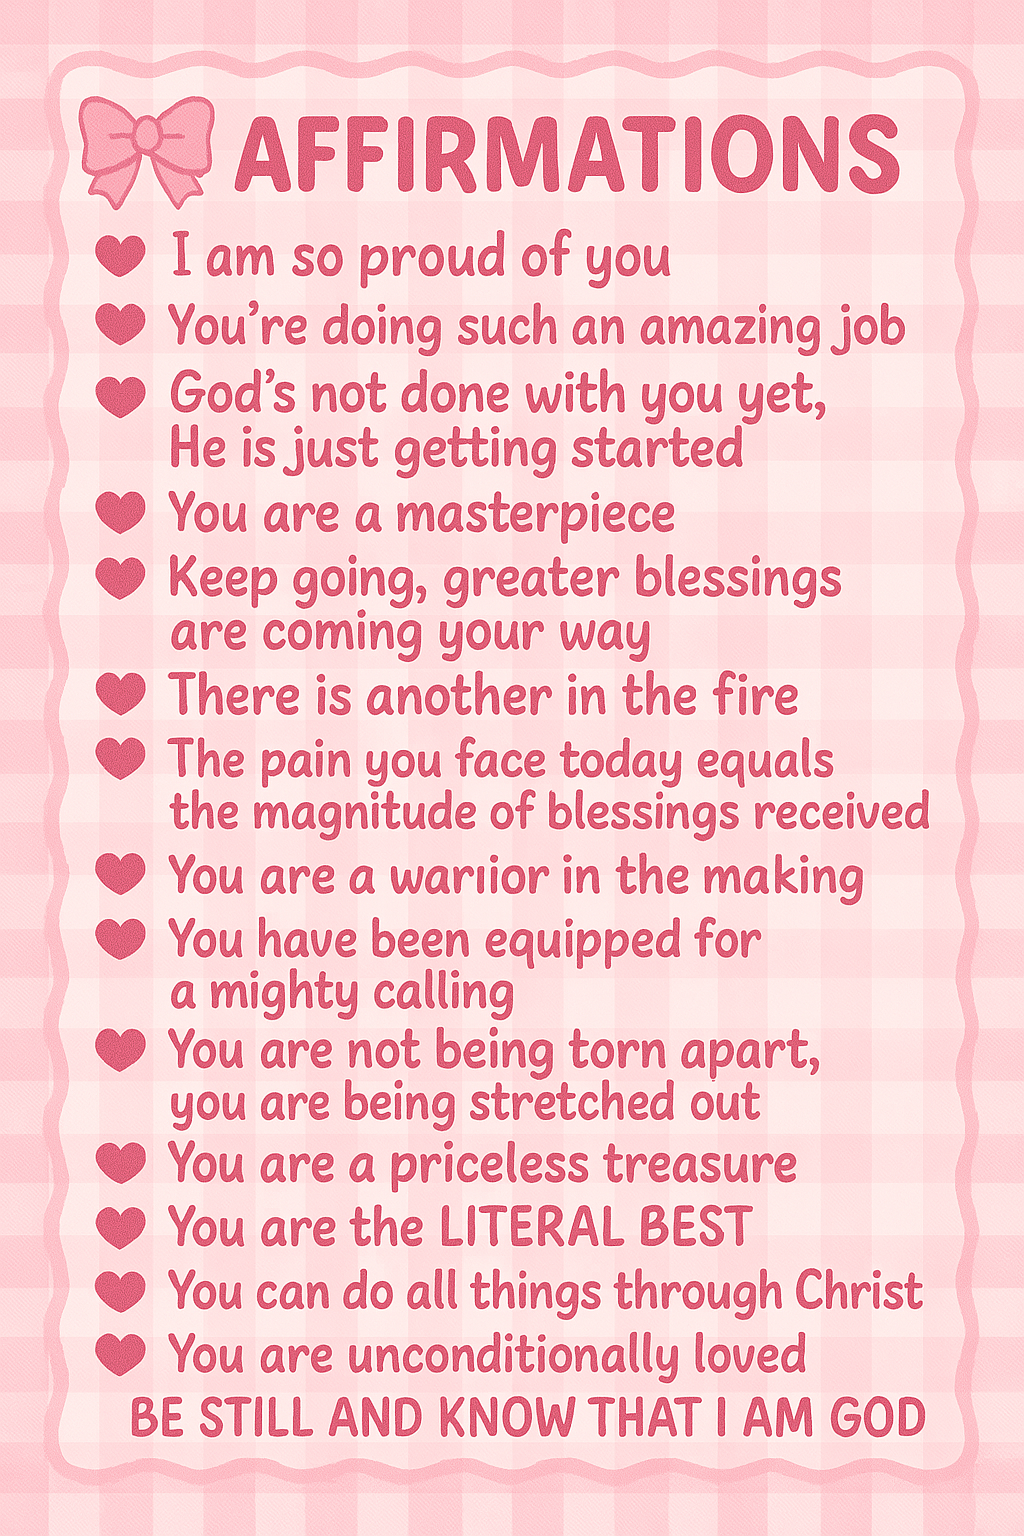 AFFIRMATIONS
I am so proud of you
You're doing such an amazing job
God's not done with you yet,
He is just getting started
You are a masterpiece
Keep going, greater blessings
are coming your way
There is another in the fire
The pain you face today equals
the magnitude of blessings received
You are a warıior in the making
You have been equipped for
a mighty calling
You are not being torn apart,
you are being stretched out
You are a priceless treasure
You are the LITERAL BEST
You can do all things through Christ
You are unconditionally loved
BE STILL AND KNOW THAT I AM GOD